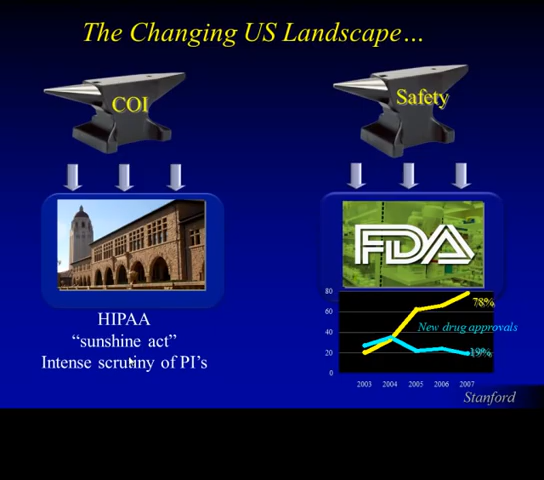 The Changing US Landscape…
COI
Safety
FDA
HIPAA
“sunshine act”
Intense scrutiny of PI’s
80
60
40
20
0
78%
New drug approvals
19%
2003 2004 2005 2006 2007
Stanford